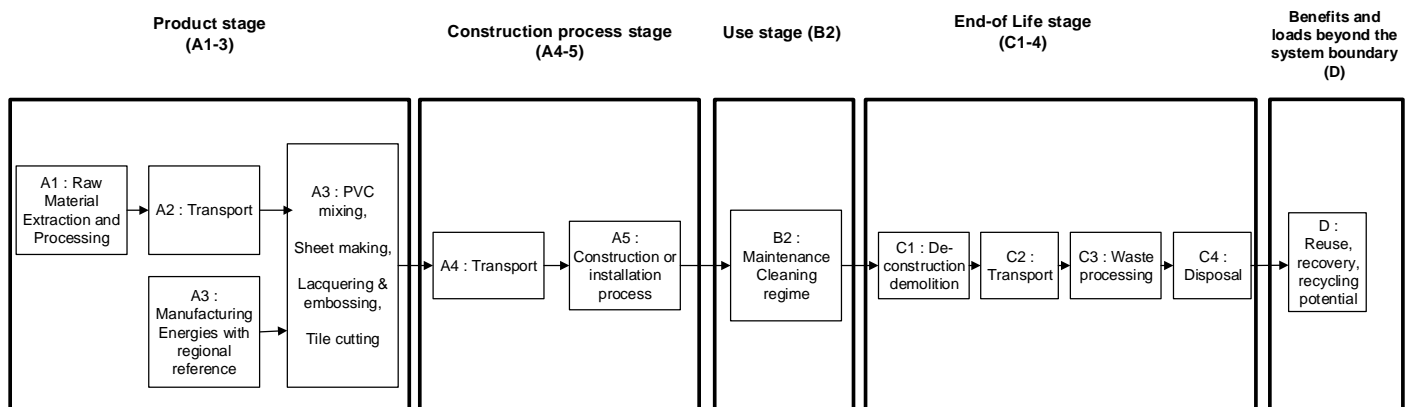 Product stage
(A1-3)
Construction process stage
(A4-5)
Use stage (B2)
End-of Life stage
(C1-4)
Benefits and
loads beyond the
system boundary
(D)
A1 : Raw
Material
Extraction and
Processing
A2 : Transport
A3 :
Manufacturing
Energies with
regional
reference
A3 : PVC
mixing,
Sheet making,
Lacquering &
embossing,
Tile cutting
A4 : Transport
A5 :
Construction or
installation
process
B2 :
Maintenance
Cleaning
regime
C1 : De-
construction
demolition
C2 :
Transport
C3 : Waste
processing
C4 :
Disposal
D :
Reuse,
recovery,
recycling
potential